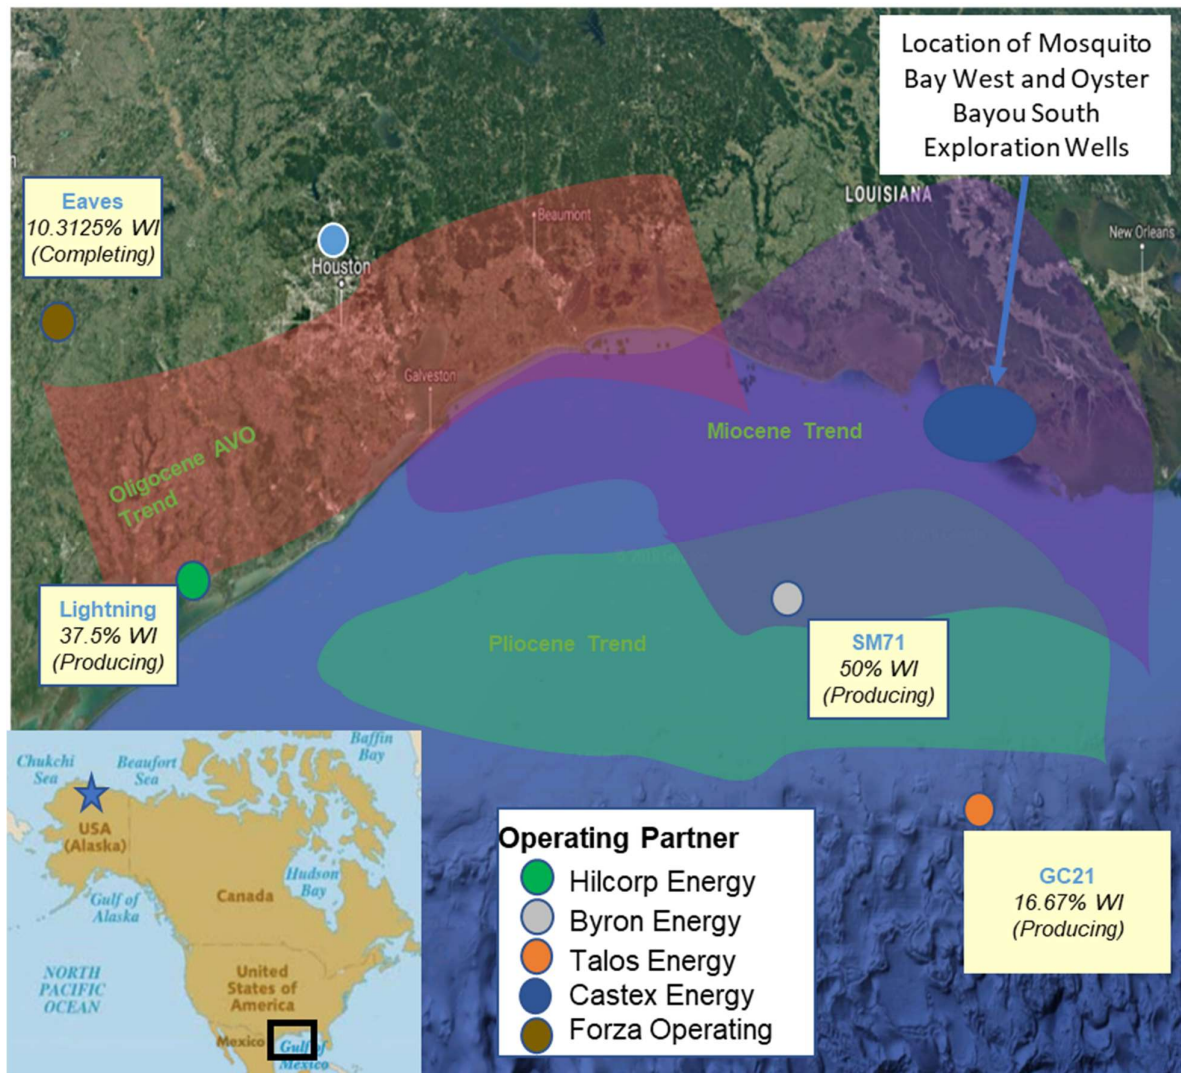 Location of Mosquito
Bay West and Oyster
Bayou South
Exploration Wells
LOUISIANA
Eaves
10.3125% WI
(Completing)
Beaumont
New Orleans
Houston
Galveston
Oligocene AVO
Trend
Miocene Trend
Lightning
37.5% WI
(Producing)
Pliocene Trend
SM71
50% WI
(Producing)
GC21
16.67% WI
(Producing)
Operating Partner
Hilcorp Energy
Byron Energy
Talos Energy
Castex Energy
Forza Operating
Chukchi
Sea
Beaufort
Sea
Baffin
Bay
USA
(Alaska)
Gulf of
Alaska
Hudson
Bay
Canada
NORTH
PACIFIC
OCEAN
United
States of
America
Mexico
Gulf of
Mexico